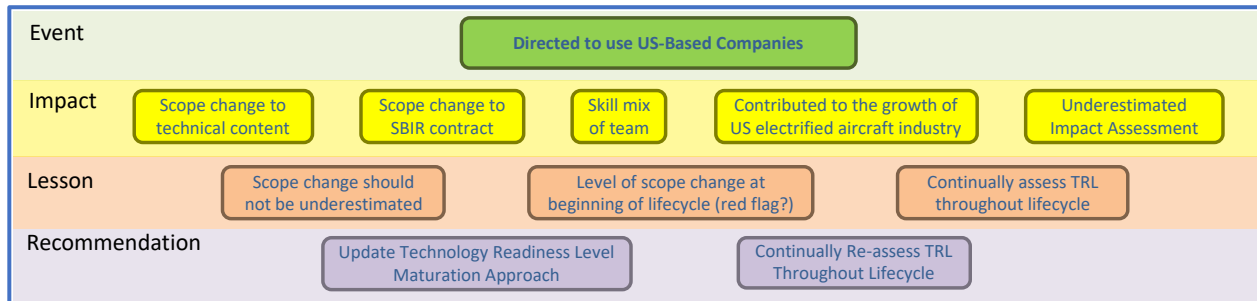 Event
Directed to use US-Based Companies
Impact
Scope change to
technical content
Scope change to
SBIR contract
Skill mix
of team
Contributed to the growth of
US electrified aircraft industry
Underestimated
Impact Assessment
Lesson
Scope change should
not be underestimated
Level of scope change at
beginning of lifecycle (red flag?)
Continually assess TRL
throughout lifecycle
Recommendation
Update Technology Readiness Level
Maturation Approach
Continually Re-assess TRL
Throughout Lifecycle